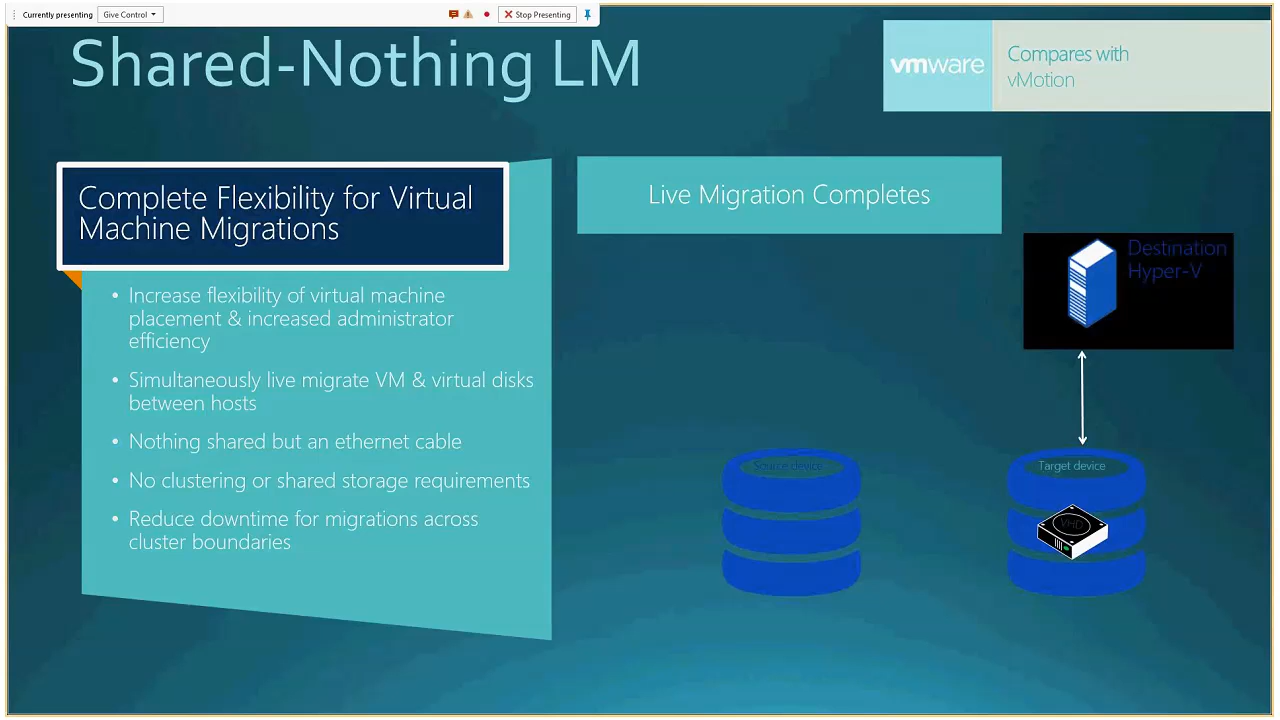 Currently presenting
Give Control
Stop Presenting
Shared-Nothing LM
vmware
Compares with
vMotion
Complete Flexibility for Virtual
Machine Migrations
• Increase flexibility of virtual machine
placement & increased administrator
efficiency
• Simultaneously live migrate VM & virtual disks
between hosts
• Nothing shared but an ethernet cable
• No clustering or shared storage requirements
• Reduce downtime for migrations across
cluster boundaries
Live Migration Completes
Destination
Hyper-V
Source device
Target device
VHD